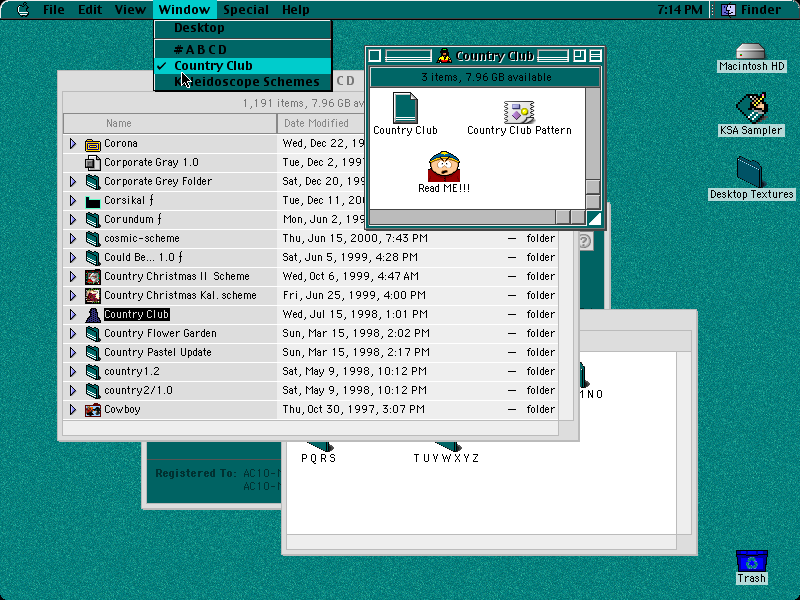 File Edit View Window Special Help 7:14 PM Finder
Desktop
#ABCD
✓ Country Club
Kaleidoscope Schemes
Country Club
3 items, 7.96 GB available
Country Club
Country Club Pattern
Read ME!!!
Macintosh HD
KSA Sampler
Desktop Textures
Trash
C D
1,191 items, 7.96 GB av
Name Date Modified
Corona Wed, Dec 22, 19
Corporate Gray 1.0 Tue, Dec 2, 1997
Corporate Grey Folder Sat, Dec 20, 199
Corsikal ƒ Tue, Dec 11, 200
Corundum ƒ Mon, Jun 2, 199
cosmic-scheme Thu, Jun 15, 2000, 7:43 PM — folder
Could Be... 1.0 ƒ Sat, Jun 5, 1999, 4:28 PM — folder
Country Christmas II Scheme Wed, Oct 6, 1999, 4:47 AM — folder
Country Christmas Kal. scheme Fri, Jun 25, 1999, 4:00 PM — folder
Country Club Wed, Jul 15, 1998, 1:01 PM — folder
Country Flower Garden Sun, Mar 15, 1998, 2:02 PM — folder
Country Pastel Update Sun, Mar 15, 1998, 2:17 PM — folder
country1.2 Sat, May 9, 1998, 10:12 PM — folder
country2/1.0 Sat, May 9, 1998, 10:12 PM — folder
Cowboy Thu, Oct 30, 1997, 3:07 PM — folder
NO
PQRS
TUVWXYZ
Registered To: AC10-
AC10-